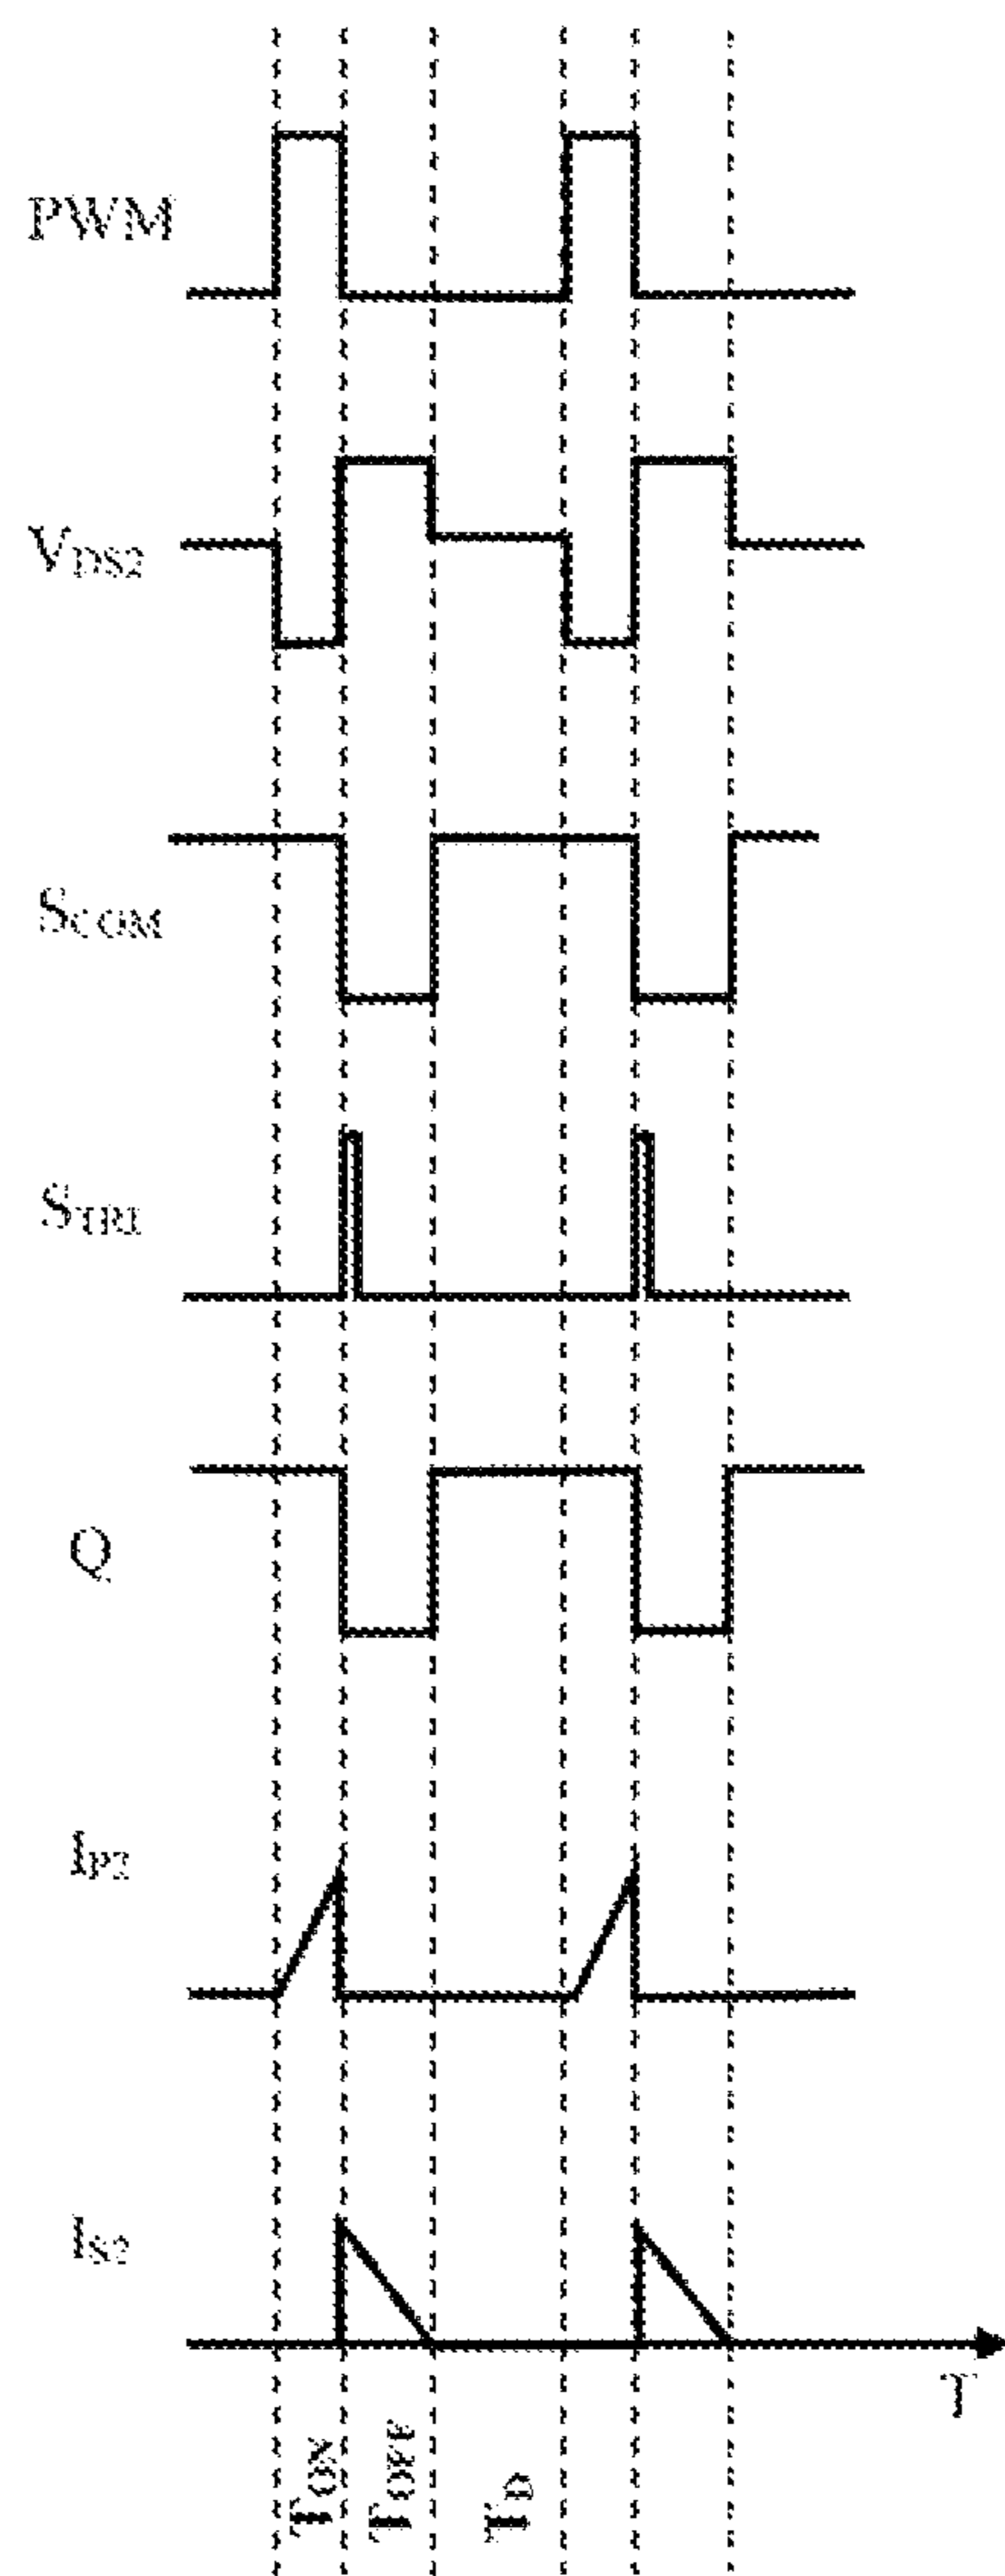 PWM
VDS2
SCOM
STRI
Q
IP2
IS2
T
TON
TOFF
TD